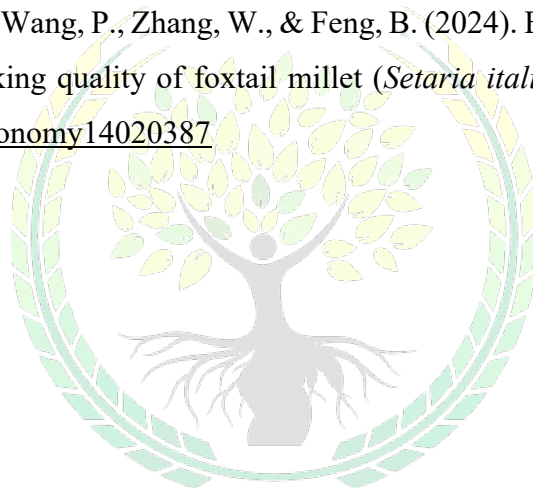 Wang, P., Zhang, W., & Feng, B. (2024). E
king quality of foxtail millet (Setaria itali
onomy14020387